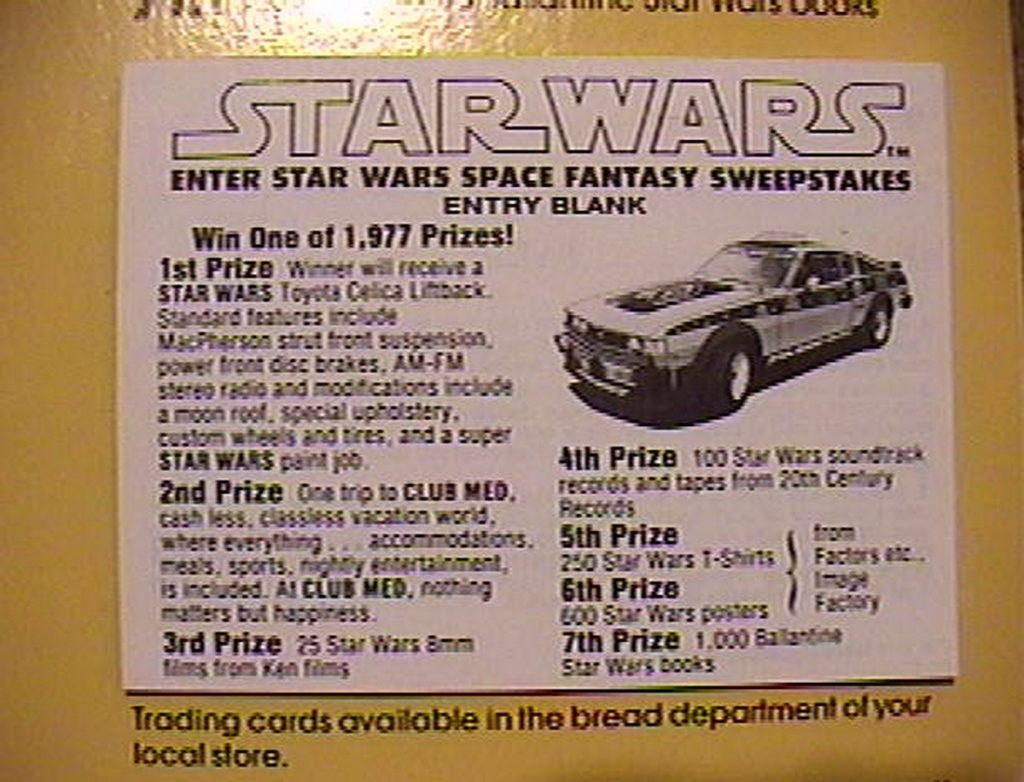 Ballantine Star Wars books
STAR WARS™
ENTER STAR WARS SPACE FANTASY SWEEPSTAKES
ENTRY BLANK
Win One of 1,977 Prizes!
1st Prize Winner will receive a
STAR WARS Toyota Celica Liftback.
Standard features include
MacPherson strut front suspension,
power front disc brakes, AM-FM
stereo radio and modifications include
a moon roof, special upholstery,
custom wheels and tires, and a super
STAR WARS paint job.
2nd Prize One trip to CLUB MED,
cash less, classless vacation world,
where everything . . . accommodations,
meals, sports, nightly entertainment,
is included. At CLUB MED, nothing
matters but happiness.
3rd Prize 25 Star Wars 8mm
films from Ken films
4th Prize 100 Star Wars soundtrack
records and tapes from 20th Century
Records
5th Prize
250 Star Wars T-Shirts
6th Prize
600 Star Wars posters
from
Factors etc.,
Image
Factory
7th Prize 1,000 Ballantine
Star Wars books
Trading cards available in the bread department of your
local store.